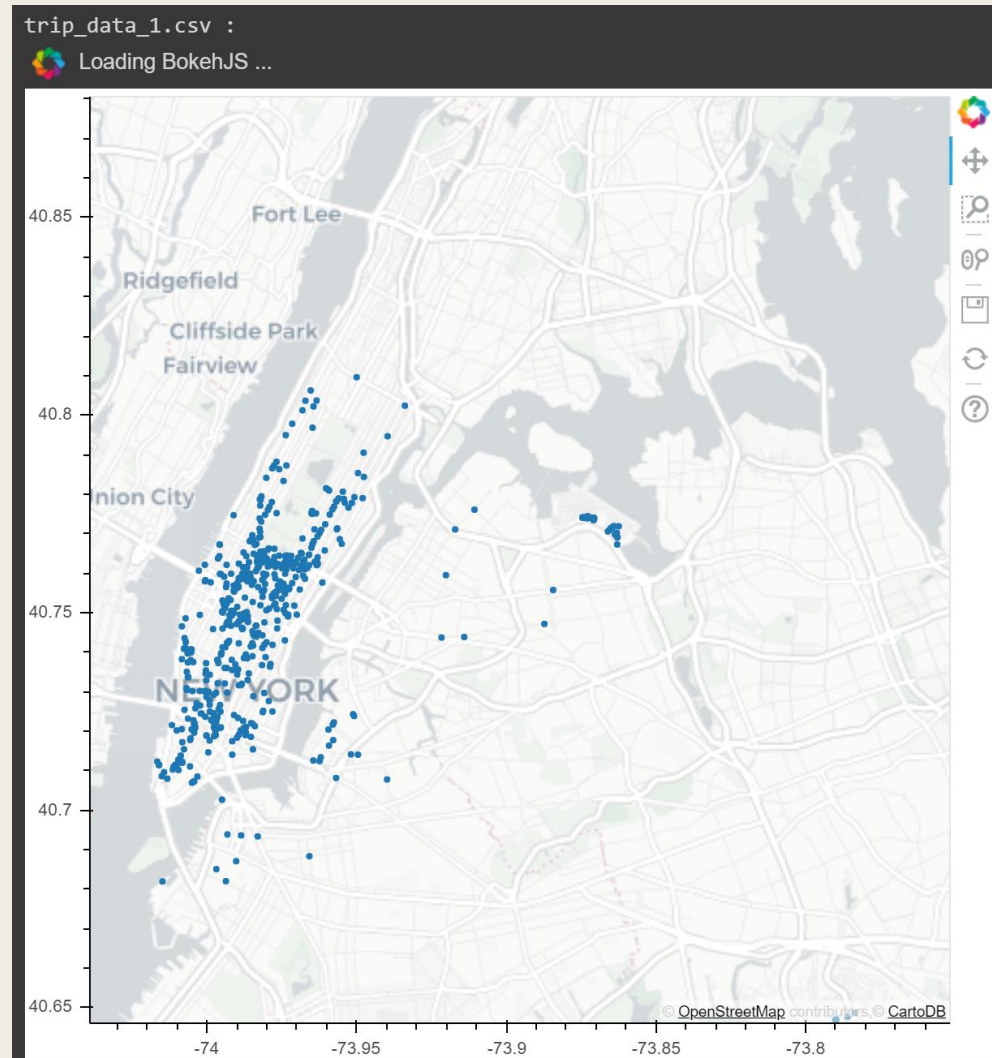 trip_data_1.csv :
Loading BokehJS ...
40.85
Fort Lee
Ridgefield
Cliffside Park
Fairview
40.8
nion City
40.75
NEW YORK
40.7
40.65
© OpenStreetMap contributors,© CartoDB
-74
-73.95
-73.9
-73.85
-73.8